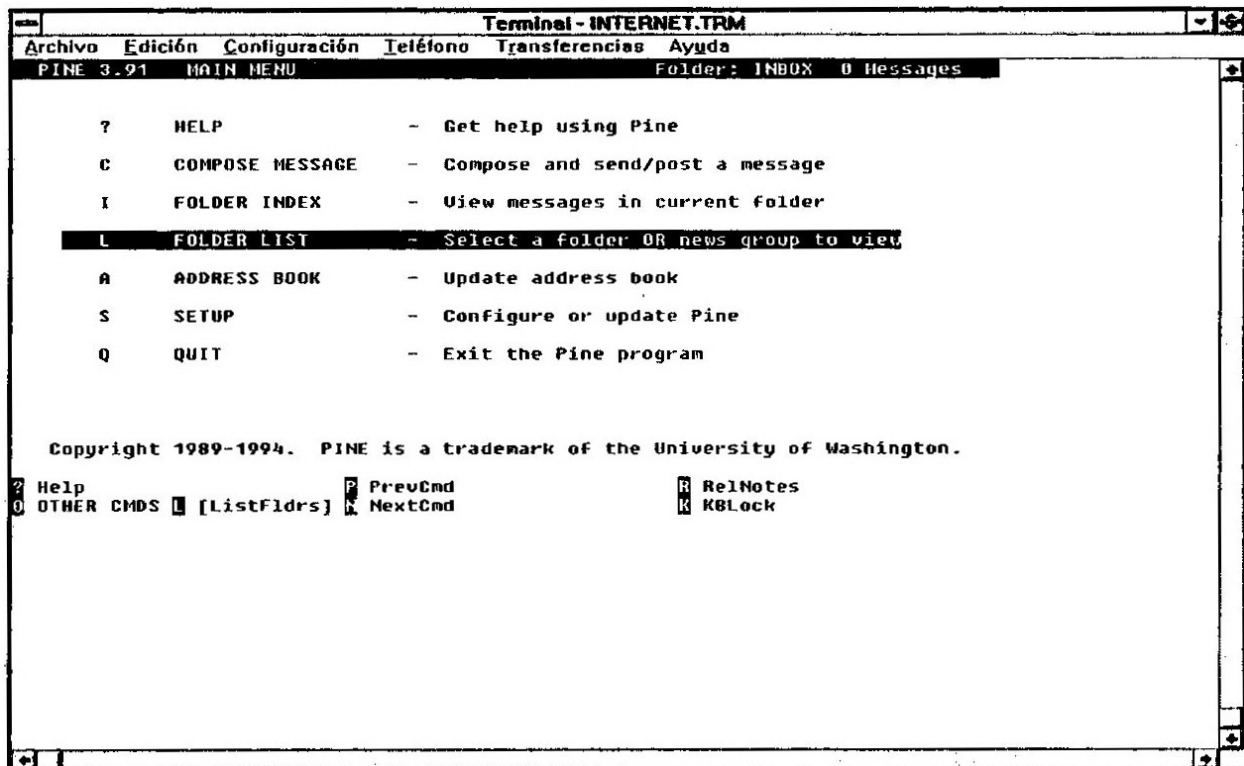 Terminal - INTERNET.TRM
Archivo Edición Configuración Teléfono Transferencias Ayuda
PINE 3.91 MAIN MENU Folder: INBOX 0 Messages
? HELP - Get help using Pine
C COMPOSE MESSAGE - Compose and send/post a message
I FOLDER INDEX - View messages in current folder
L FOLDER LIST - Select a folder OR news group to view
A ADDRESS BOOK - Update address book
S SETUP - Configure or update Pine
Q QUIT - Exit the Pine program
Copyright 1989-1994. PINE is a trademark of the University of Washington.
? Help P PrevCmd R RelNotes
O OTHER CMDS L [ListFldrs] N NextCmd K KBLock